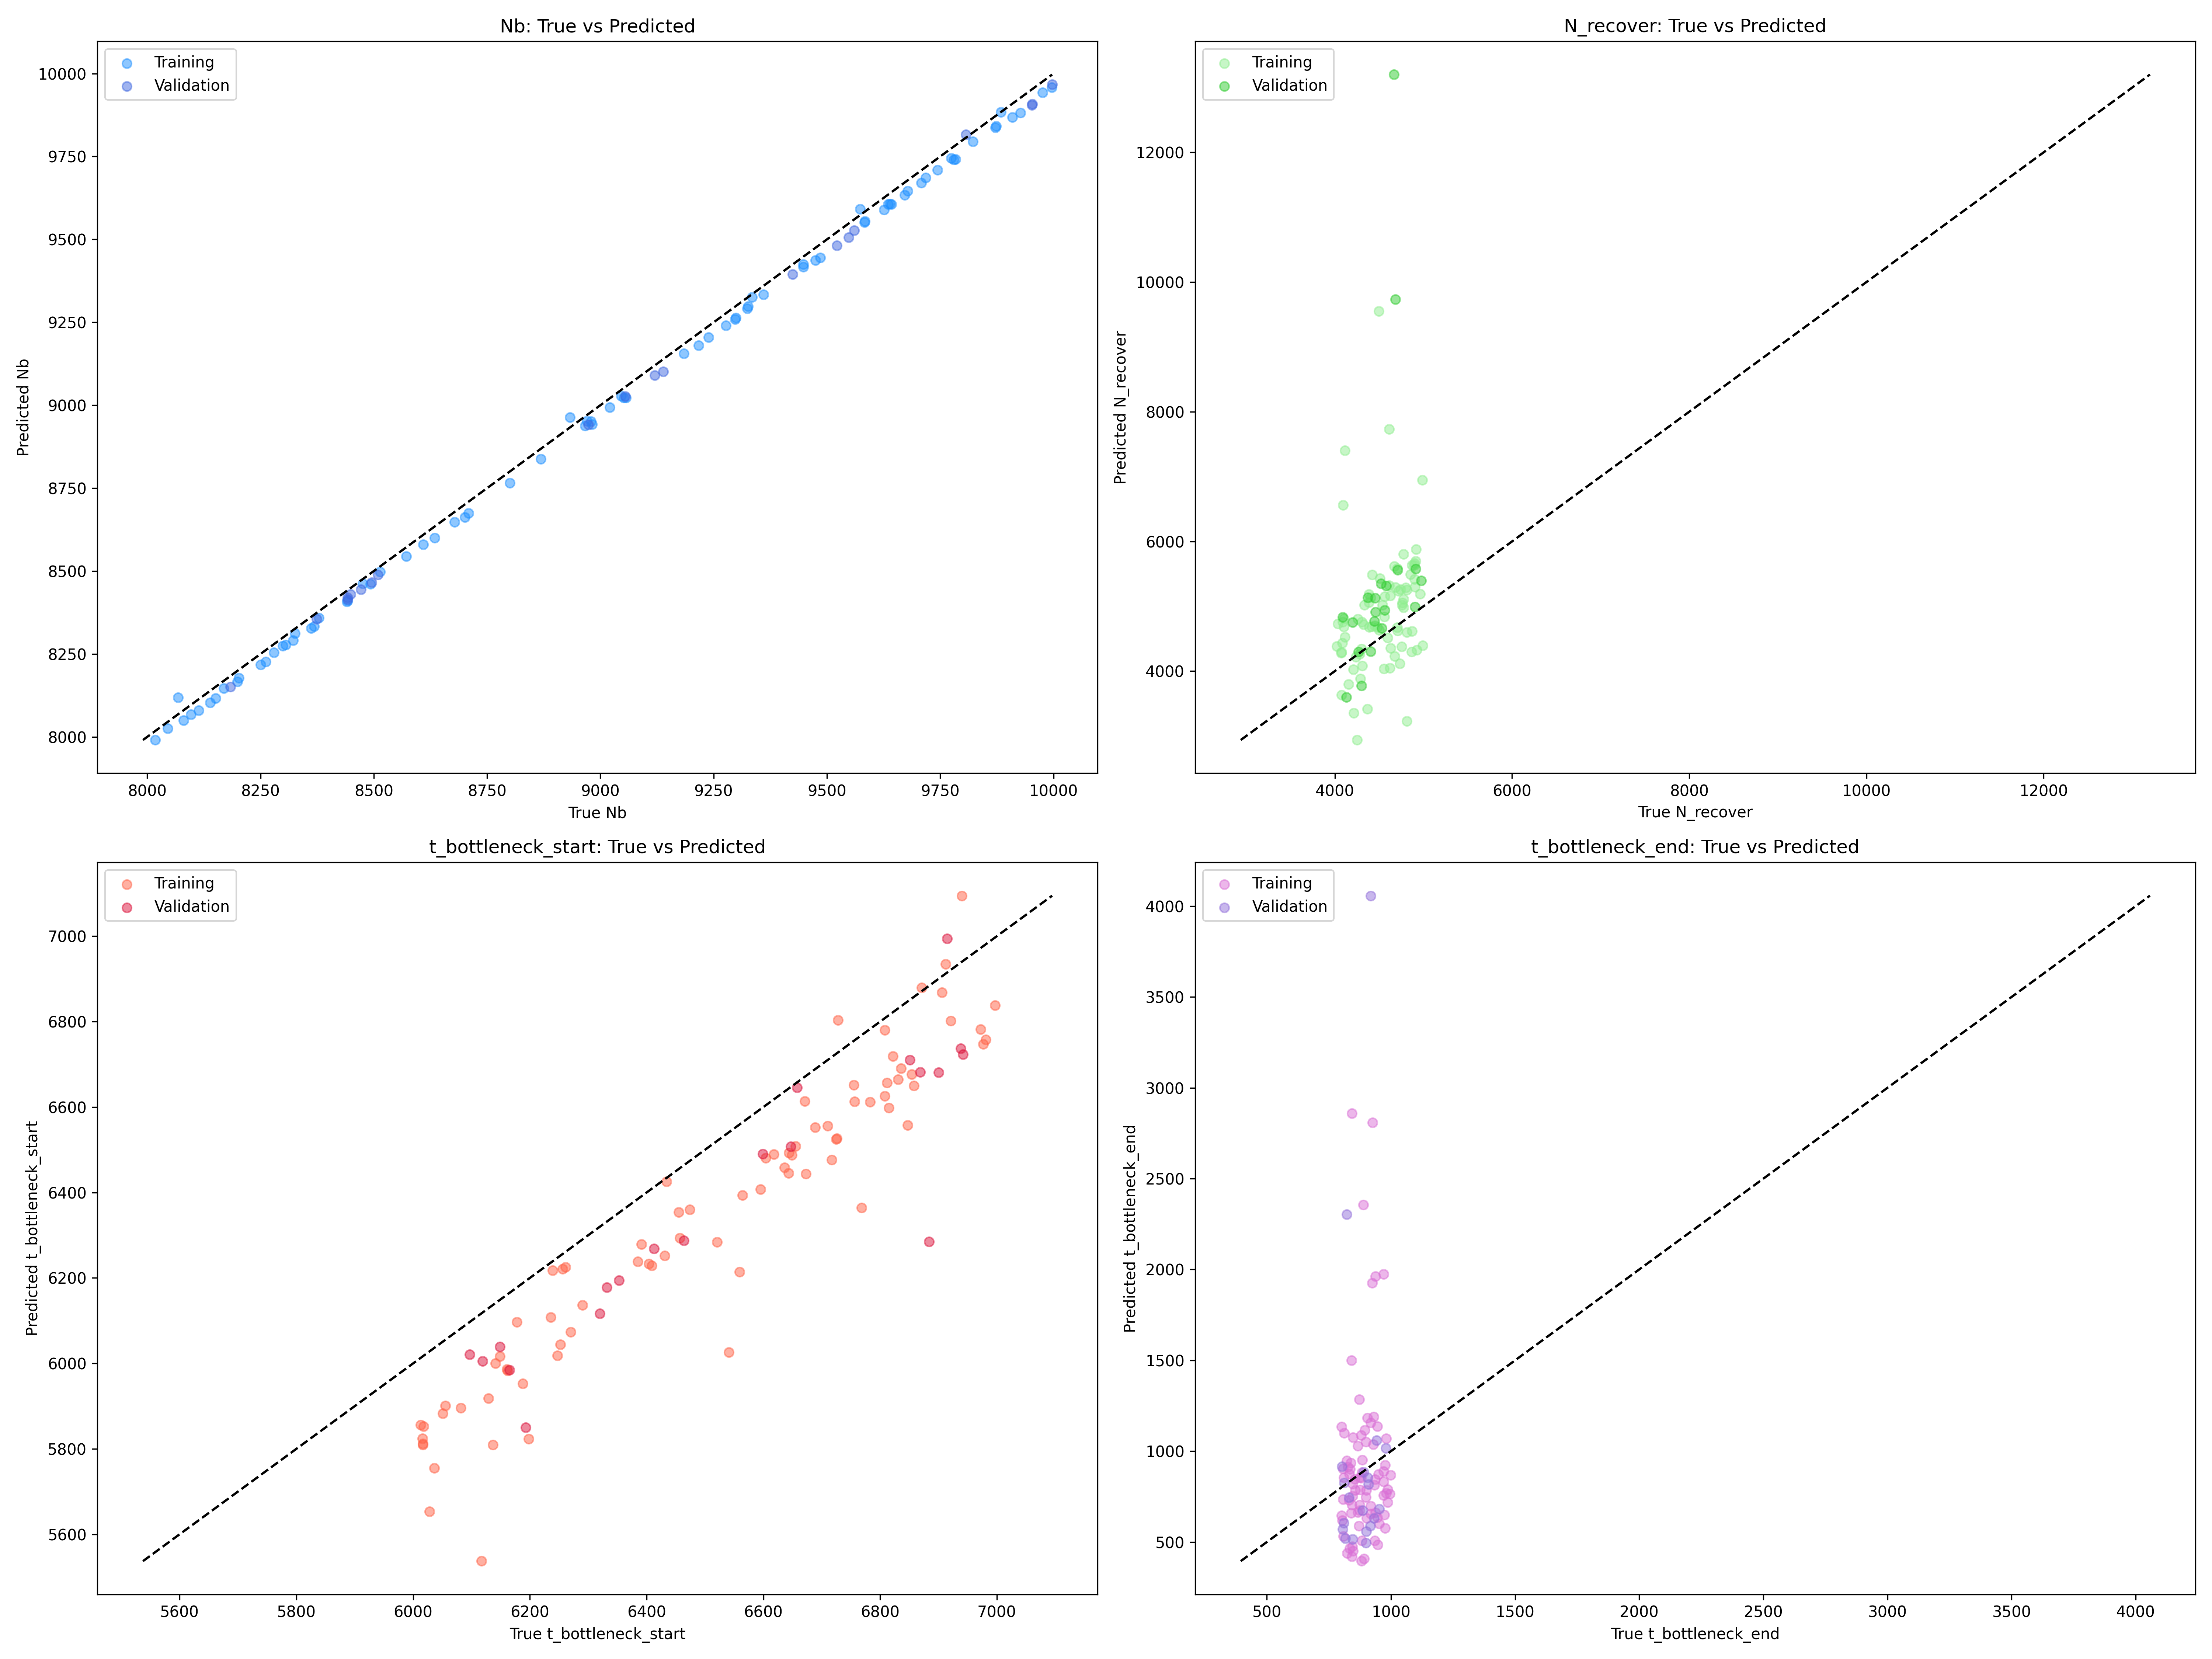 Nb: True vs Predicted
Training
Validation
10000
9750
9500
9250
9000
8750
8500
8250
8000
Predicted Nb
8000 8250 8500 8750 9000 9250 9500 9750 10000
True Nb
N_recover: True vs Predicted
Training
Validation
12000
10000
8000
6000
4000
Predicted N_recover
4000 6000 8000 10000 12000
True N_recover
t_bottleneck_start: True vs Predicted
Training
Validation
7000
6800
6600
6400
6200
6000
5800
5600
Predicted t_bottleneck_start
5600 5800 6000 6200 6400 6600 6800 7000
True t_bottleneck_start
t_bottleneck_end: True vs Predicted
Training
Validation
4000
3500
3000
2500
2000
1500
1000
500
Predicted t_bottleneck_end
500 1000 1500 2000 2500 3000 3500 4000
True t_bottleneck_end